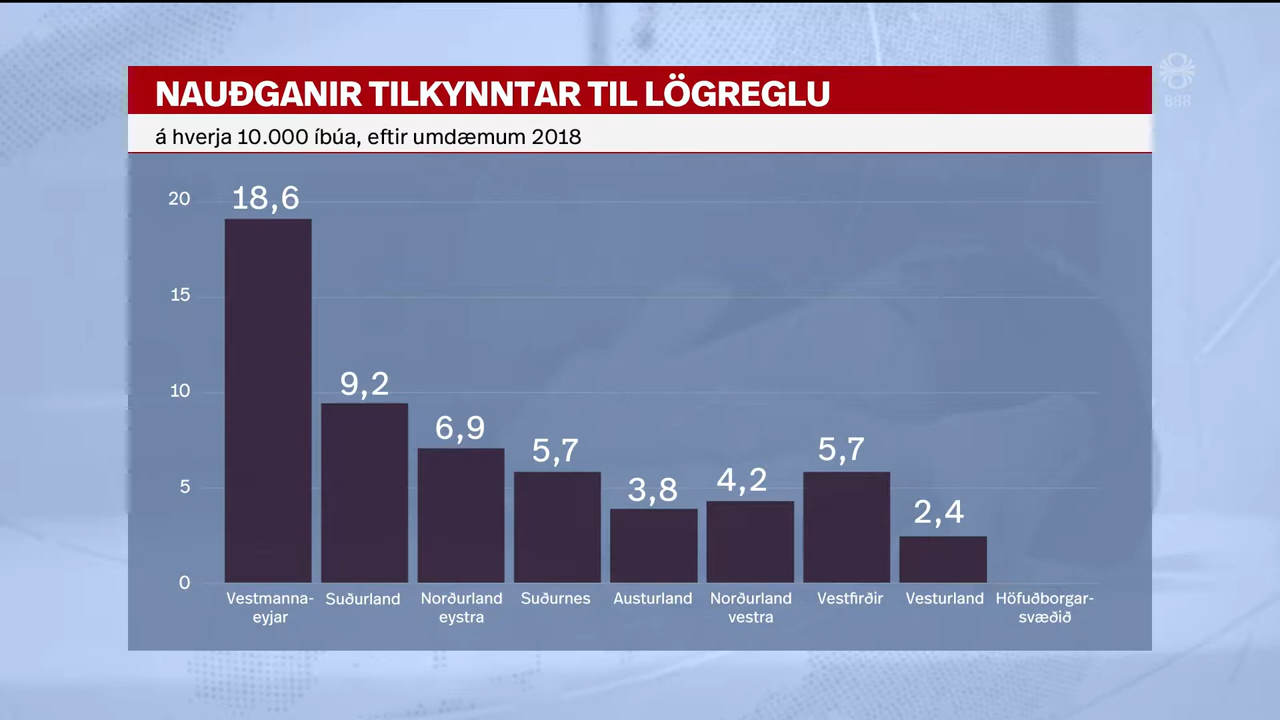 NAUÐGANIR TILKYNNTAR TIL LÖGREGLU
888
á hverja 10.000 íbúa, eftir umdæmum 2018
20
15
10
5
0
18,6
9,2
6,9
5,7
3,8
4,2
5,7
2,4
Vestmanna-
eyjar
Suðurland
Norðurland
eystra
Suðurnes
Austurland
Norðurland
vestra
Vestfirðir
Vesturland
Höfuðborgar-
svæðið